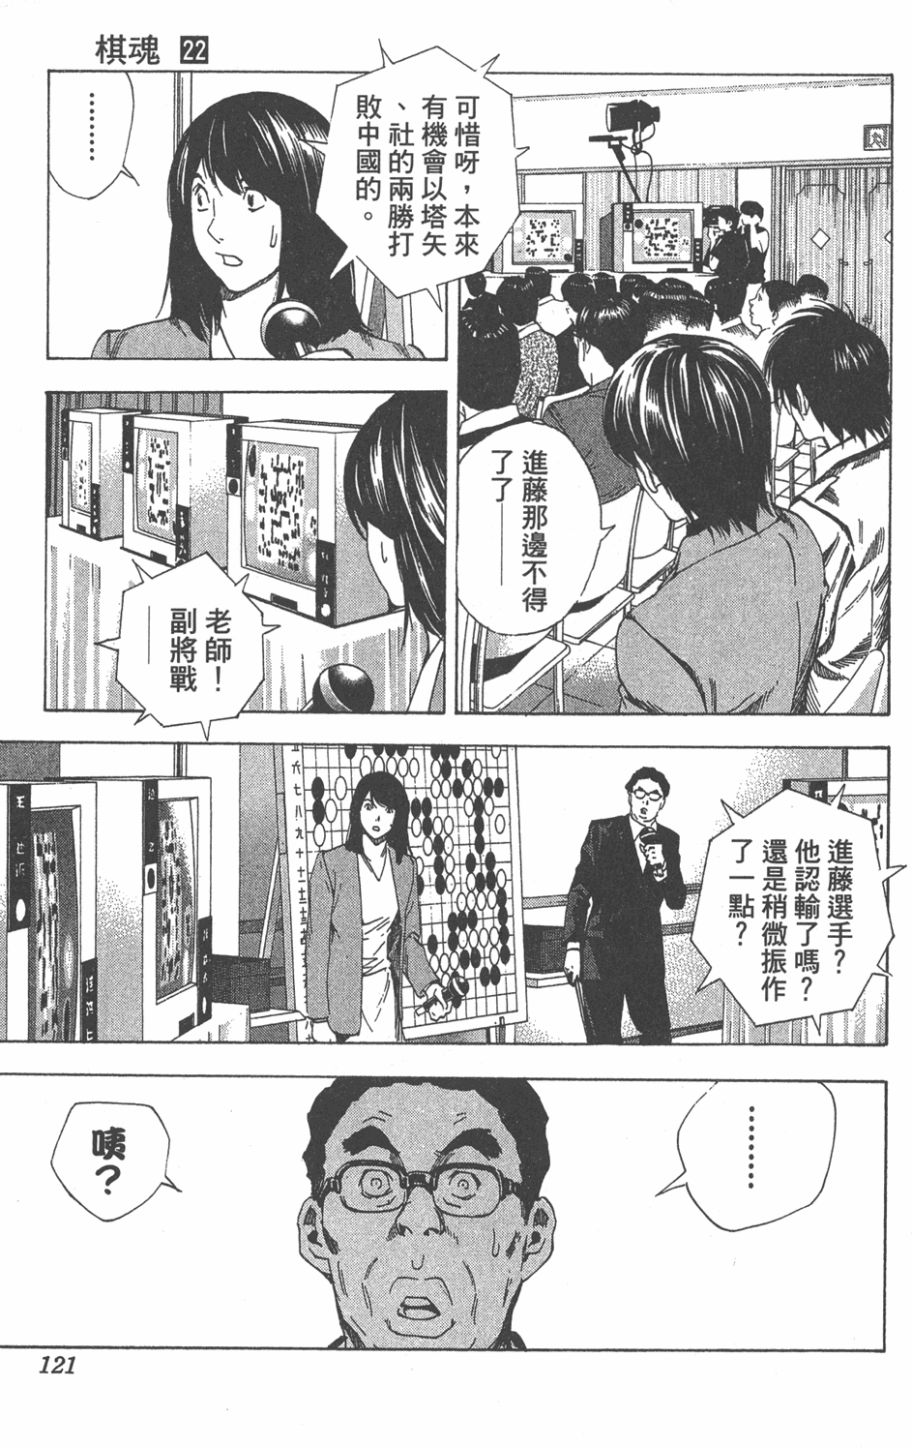 棋魂 22
可惜呀，本來
有機會以塔矢
、社的兩勝打
敗中國的。
進藤那邊不得
了了——
………
老師！
副將戰
——
進藤選手？
他認輸了嗎？
還是稍微振作
了一點？
………
咦？
121